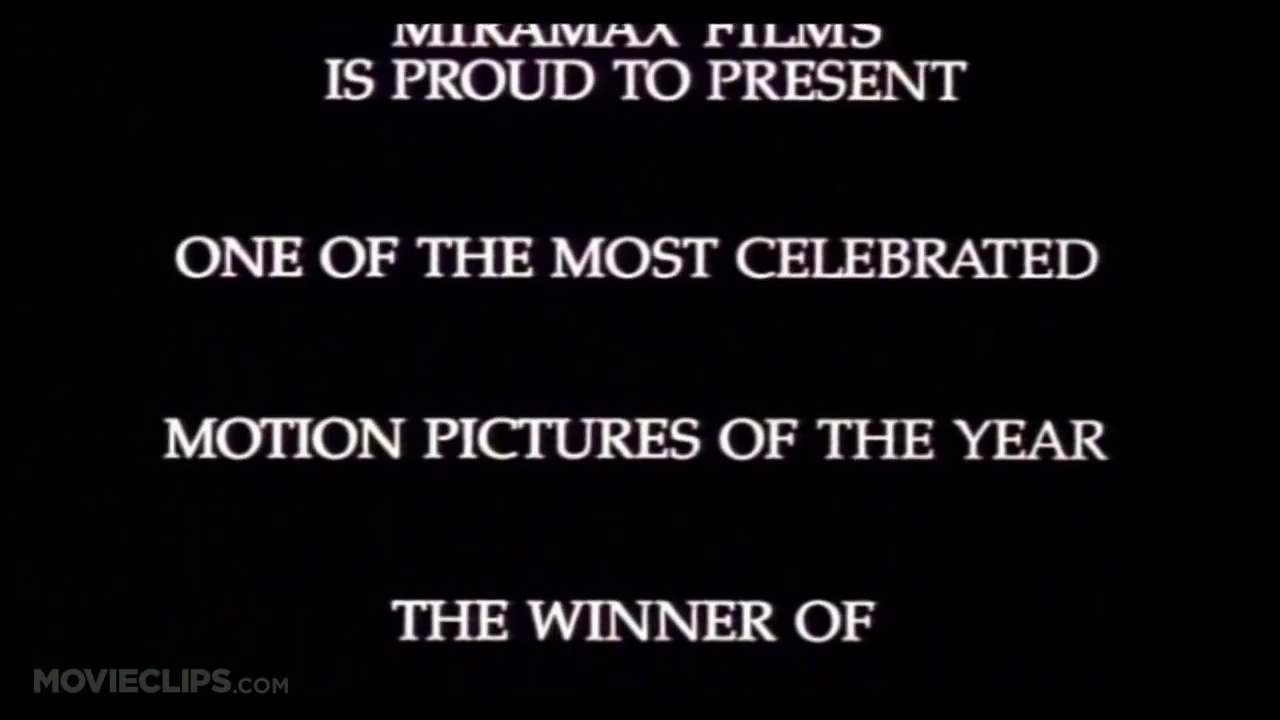 MIRAMAX FILMS
IS PROUD TO PRESENT
ONE OF THE MOST CELEBRATED
MOTION PICTURES OF THE YEAR
THE WINNER OF
MOVIECLIPS.COM